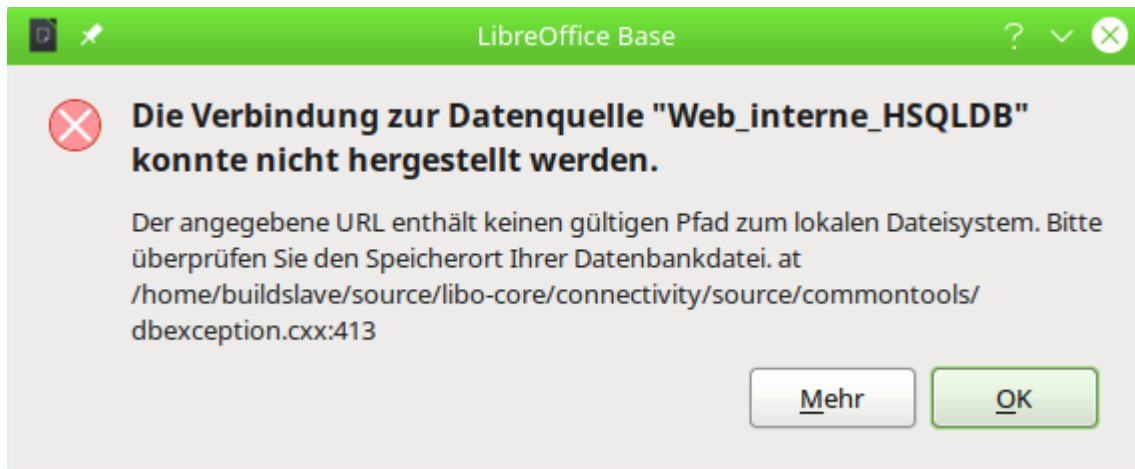 LibreOffice Base
Die Verbindung zur Datenquelle "Web_interne_HSQLDB"
konnte nicht hergestellt werden.
Der angegebene URL enthält keinen gültigen Pfad zum lokalen Dateisystem. Bitte
überprüfen Sie den Speicherort Ihrer Datenbankdatei. at
/home/buildslave/source/libo-core/connectivity/source/commontools/
dbexception.cxx:413
Mehr
OK